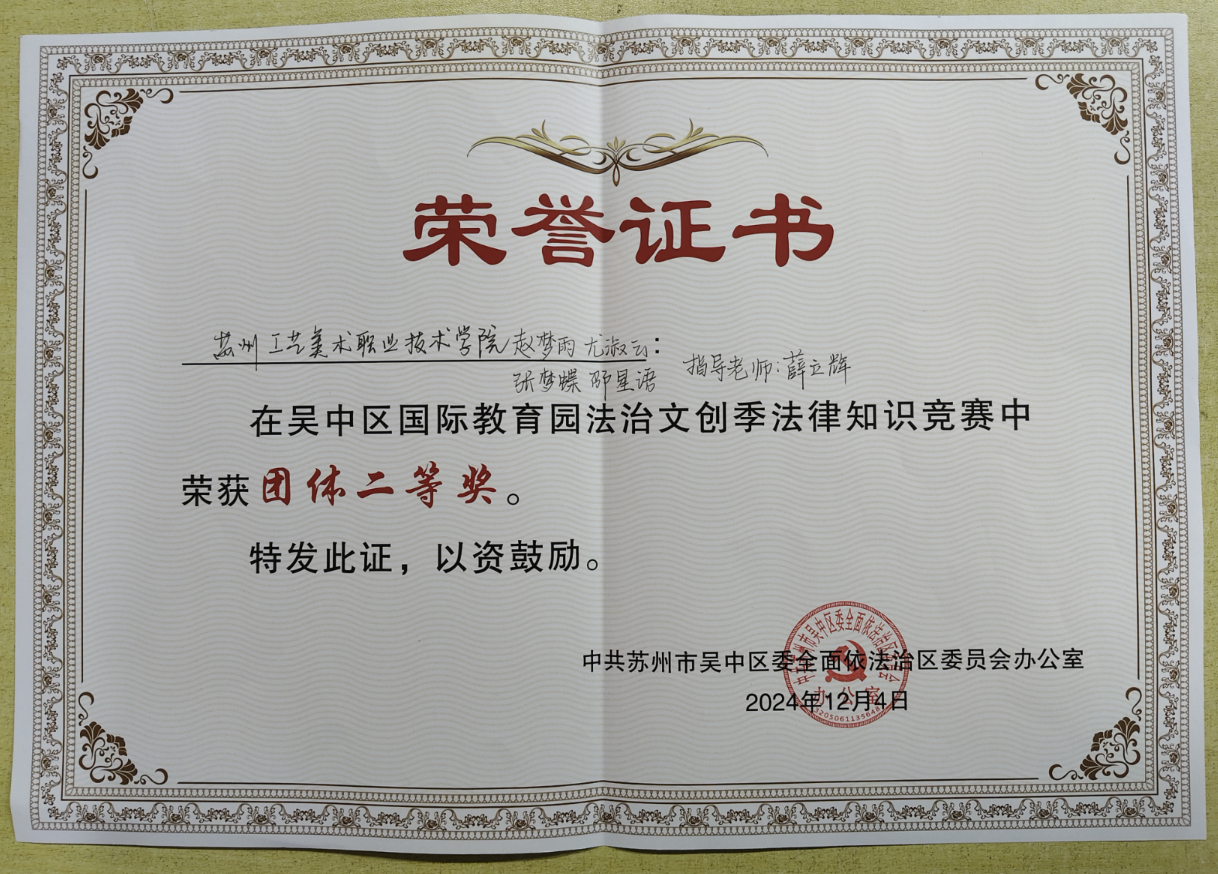 荣誉证书
苏州工艺美术职业技术学院赵梦雨 尤淑云：
张梦蝶 邵星语 指导老师：薛立辉
在吴中区国际教育园法治文创季法律知识竞赛中
荣获团体二等奖。
特发此证，以资鼓励。
中共苏州市吴中区委全面依法治区委员会办公室
2024年12月4日
办公室